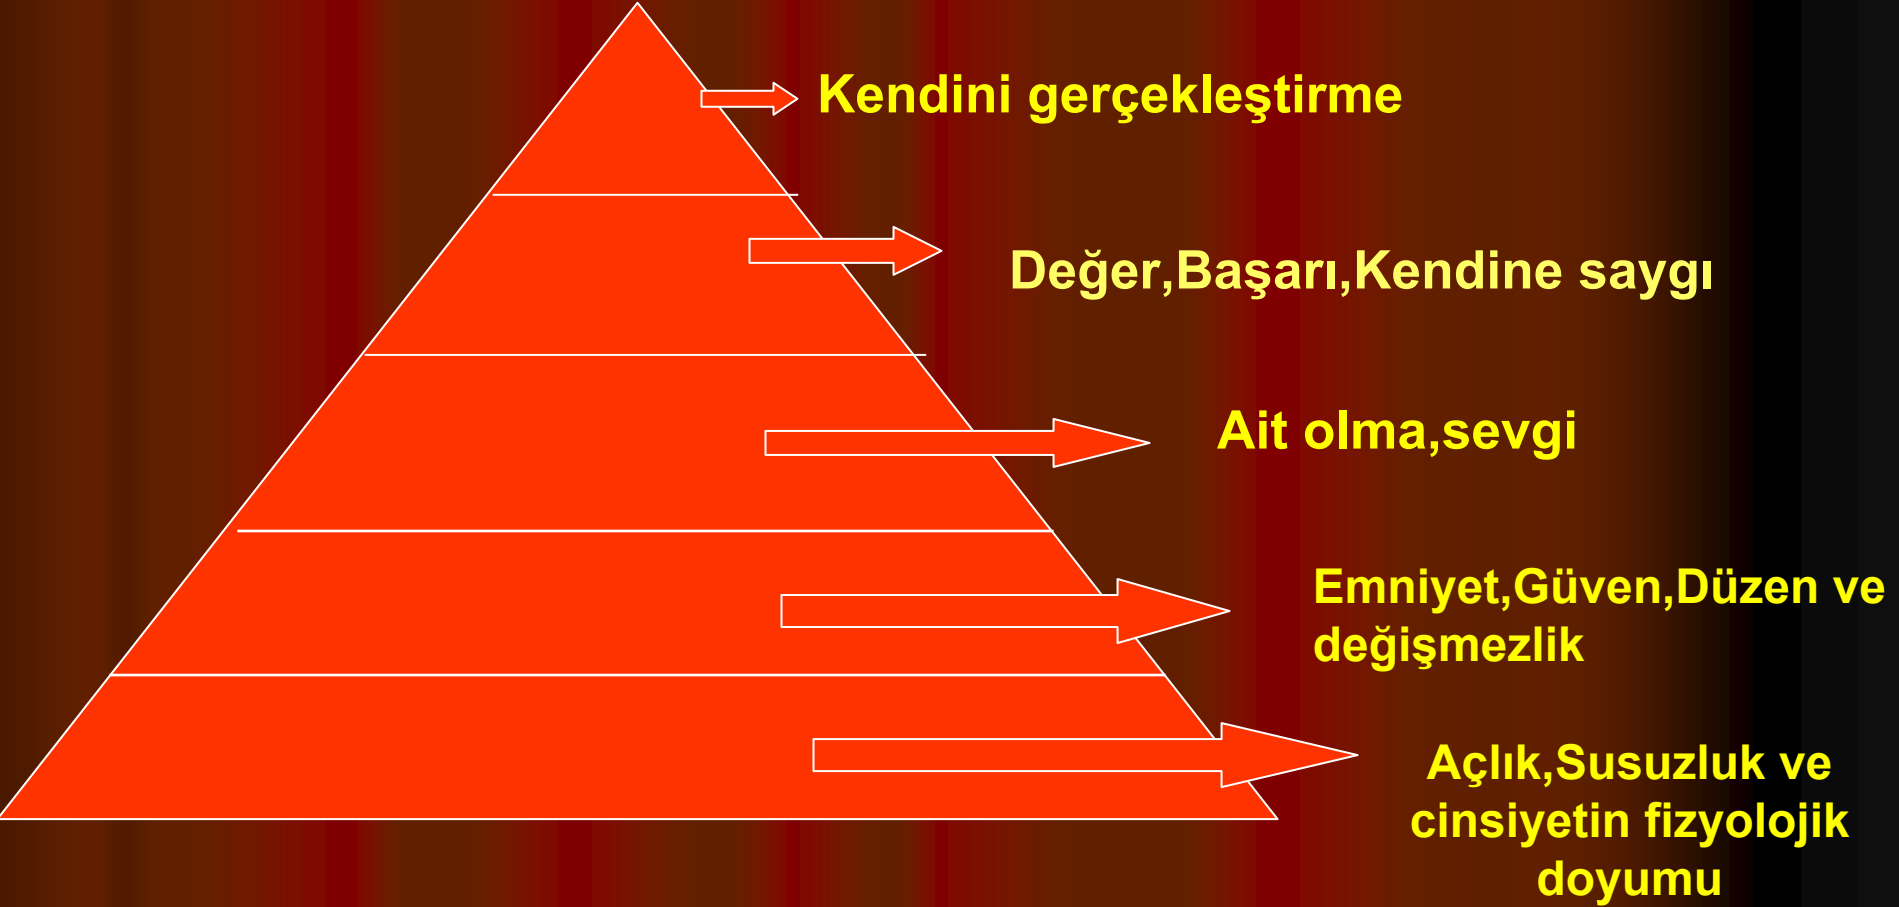 Kendini gerçekleştirme
Değer,Başarı,Kendine saygı
Ait olma,sevgi
Emniyet,Güven,Düzen ve
değişmezlik
Açlık,Susuzluk ve
cinsiyetin fizyolojik
doyumu